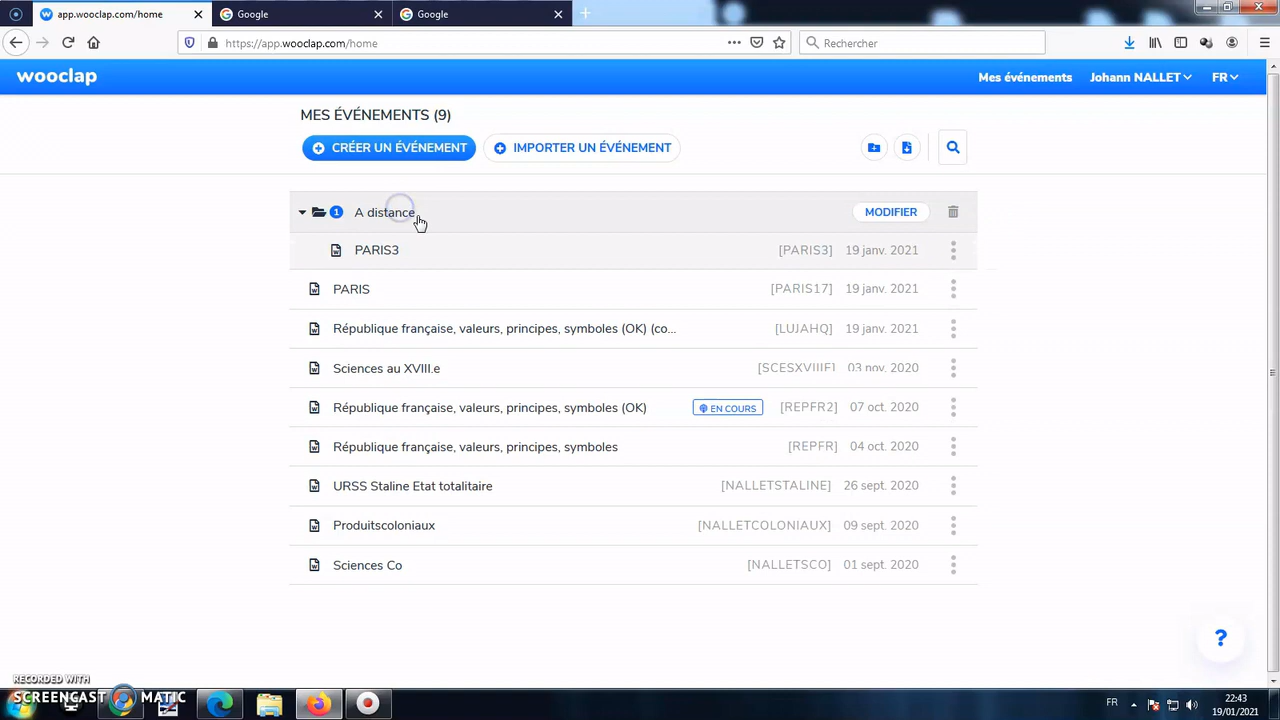 app.wooclap.com/home
Google
Google
https://app.wooclap.com/home
Rechercher
wooclap
Mes événements
Johann NALLET
FR
MES ÉVÉNEMENTS (9)
CRÉER UN ÉVÉNEMENT
IMPORTER UN ÉVÉNEMENT
1 A distance MODIFIER
PARIS3 [PARIS3] 19 janv. 2021
PARIS [PARIS17] 19 janv. 2021
République française, valeurs, principes, symboles (OK) (co... [LUJAHQ] 19 janv. 2021
Sciences au XVIII.e [SCESXVIIIF] 03 nov. 2020
République française, valeurs, principes, symboles (OK) EN COURS [REPFR2] 07 oct. 2020
République française, valeurs, principes, symboles [REPFR] 04 oct. 2020
URSS Staline Etat totalitaire [NALLETSTALINE] 26 sept. 2020
Produitscoloniaux [NALLETCOLONIAUX] 09 sept. 2020
Sciences Co [NALLETSCO] 01 sept. 2020
?
RECORDED WITH
SCREENCAST MATIC
FR
22:43
19/01/2021